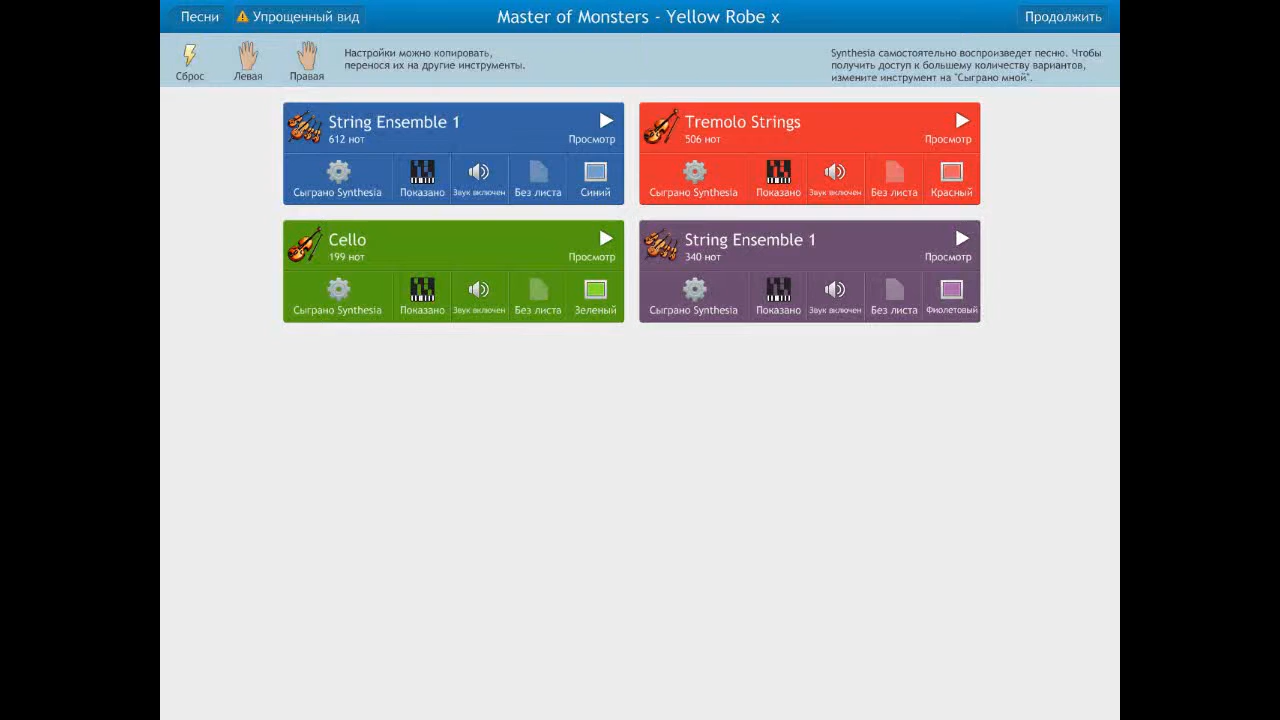 Песни
Упрощенный вид
Master of Monsters - Yellow Robe x
Продолжить
Сброс
Левая
Правая
Настройки можно копировать,
перенося их на другие инструменты.
Synthesia самостоятельно воспроизведет песню. Чтобы
получить доступ к большему количеству вариантов,
измените инструмент на "Сыграно мной".
String Ensemble 1
612 нот
Просмотр
Сыграно Synthesia
Показано
Звук включен
Без листа
Синий
Tremolo Strings
506 нот
Просмотр
Сыграно Synthesia
Показано
Звук включен
Без листа
Красный
Cello
199 нот
Просмотр
Сыграно Synthesia
Показано
Звук включен
Без листа
Зеленый
String Ensemble 1
340 нот
Просмотр
Сыграно Synthesia
Показано
Звук включен
Без листа
Фиолетовый